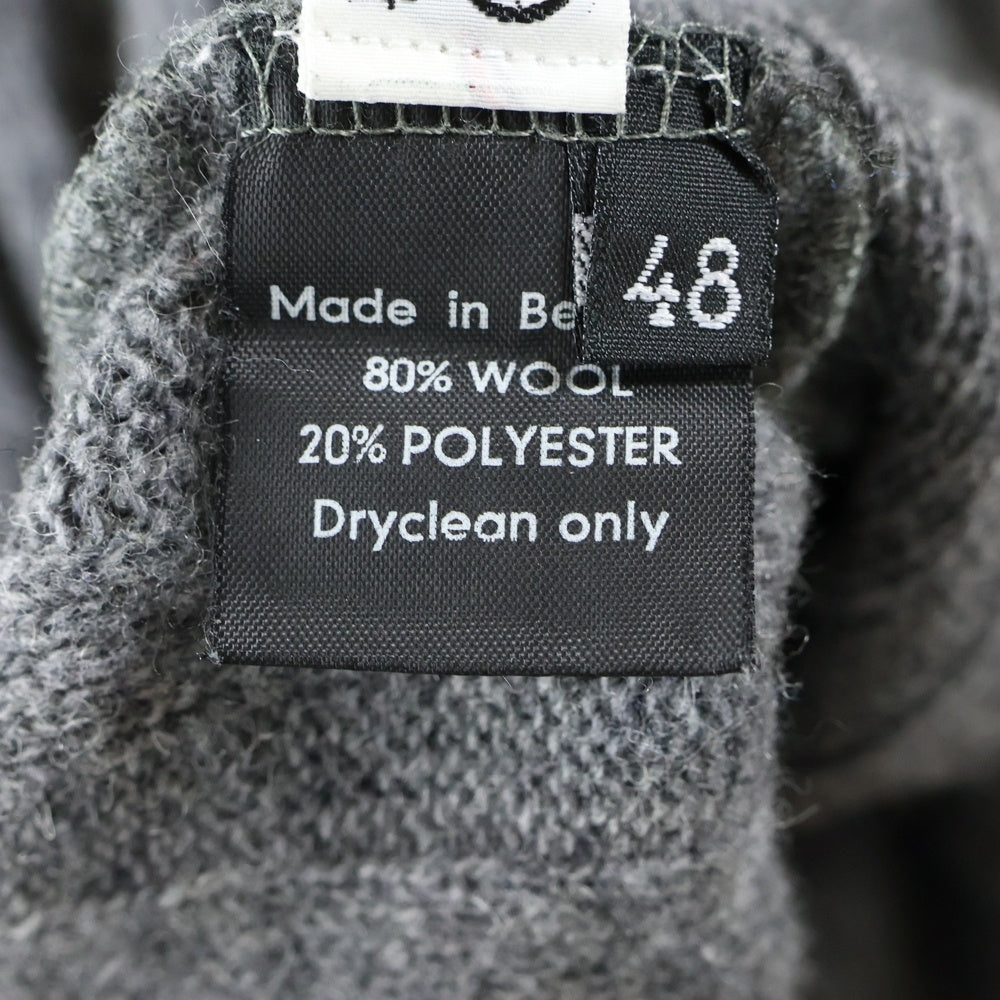 Made in Be
48
80% WOOL
20% POLYESTER
Dryclean only